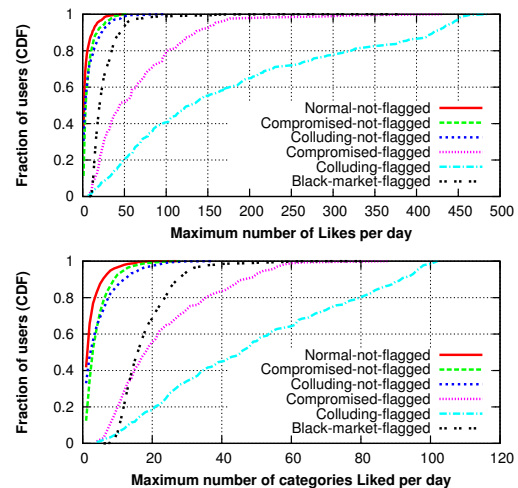 Fraction of users (CDF)
1
0.8
0.6
0.4
0.2
0
Normal-not-flagged
Compromised-not-flagged
Colluding-not-flagged
Compromised-flagged
Colluding-flagged
Black-market-flagged
0 50 100 150 200 250 300 350 400 450 500
Maximum number of Likes per day
Fraction of users (CDF)
1
0.8
0.6
0.4
0.2
0
Normal-not-flagged
Compromised-not-flagged
Colluding-not-flagged
Compromised-flagged
Colluding-flagged
Black-market-flagged
0 20 40 60 80 100 120
Maximum number of categories Liked per day